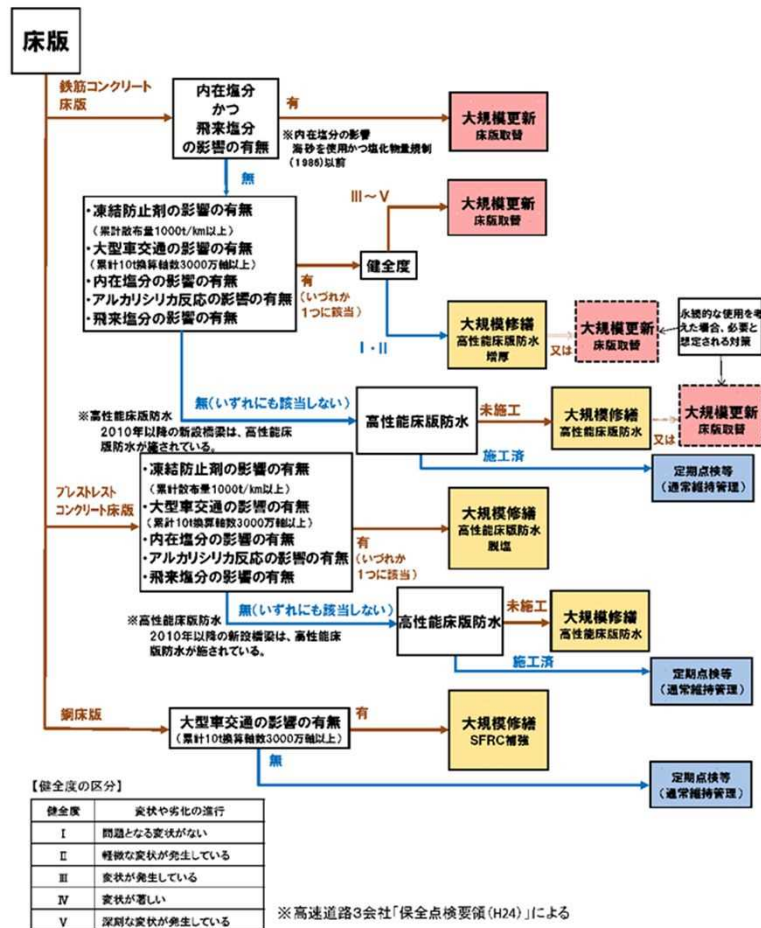 床版
鉄筋コンクリート
床版
内在塩分
かつ
飛来塩分
の影響の有無
有
※内在塩分の影響
海砂を使用かつ塩化物量規制
(1986)以前
大規模更新
床版取替
無
・凍結防止剤の影響の有無
(累計散布量1000t/km以上)
・大型車交通の影響の有無
(累計10t換算軸数3000万軸以上)
・内在塩分の影響の有無
・アルカリシリカ反応の影響の有無
・飛来塩分の影響の有無
有
(いづれか
1つに該当)
健全度
Ⅲ～Ⅴ
大規模更新
床版取替
Ⅰ・Ⅱ
大規模修繕
高性能床版防水
増厚
又は
大規模更新
床版取替
永続的な使用を考
えた場合、必要と
想定される対策
無(いずれにも該当しない)
※高性能床版防水
2010年以降の新設橋梁は、高性能床
版防水が施されている。
高性能床版防水
未施工
大規模修繕
高性能床版防水
又は
大規模更新
床版取替
施工済
定期点検等
(通常維持管理)
プレストレスト
コンクリート床版
・凍結防止剤の影響の有無
(累計散布量1000t/km以上)
・大型車交通の影響の有無
(累計10t換算軸数3000万軸以上)
・内在塩分の影響の有無
・アルカリシリカ反応の影響の有無
・飛来塩分の影響の有無
有
(いづれか
1つに該当)
大規模修繕
高性能床版防水
脱塩
無(いずれにも該当しない)
※高性能床版防水
2010年以降の新設橋梁は、高性能床
版防水が施されている。
高性能床版防水
未施工
大規模修繕
高性能床版防水
施工済
定期点検等
(通常維持管理)
鋼床版
大型車交通の影響の有無
(累計10t換算軸数3000万軸以上)
有
大規模修繕
SFRC補強
無
定期点検等
(通常維持管理)
【健全度の区分】
健全度 変状や劣化の進行
Ⅰ 問題となる変状がない
Ⅱ 軽微な変状が発生している
Ⅲ 変状が発生している
Ⅳ 変状が著しい
Ⅴ 深刻な変状が発生している
※高速道路3会社「保全点検要領(H24)」による